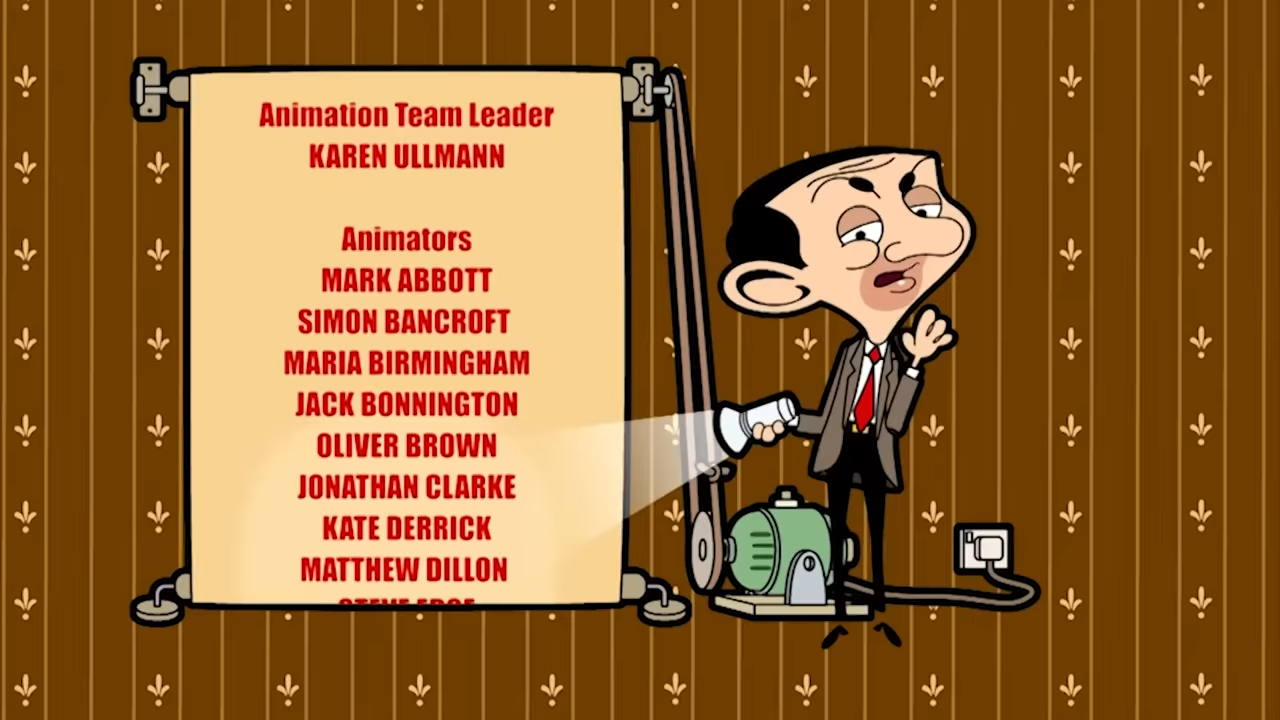 Animation Team Leader
KAREN ULLMANN
Animators
MARK ABBOTT
SIMON BANCROFT
MARIA BIRMINGHAM
JACK BONNINGTON
OLIVER BROWN
JONATHAN CLARKE
KATE DERRICK
MATTHEW DILLON